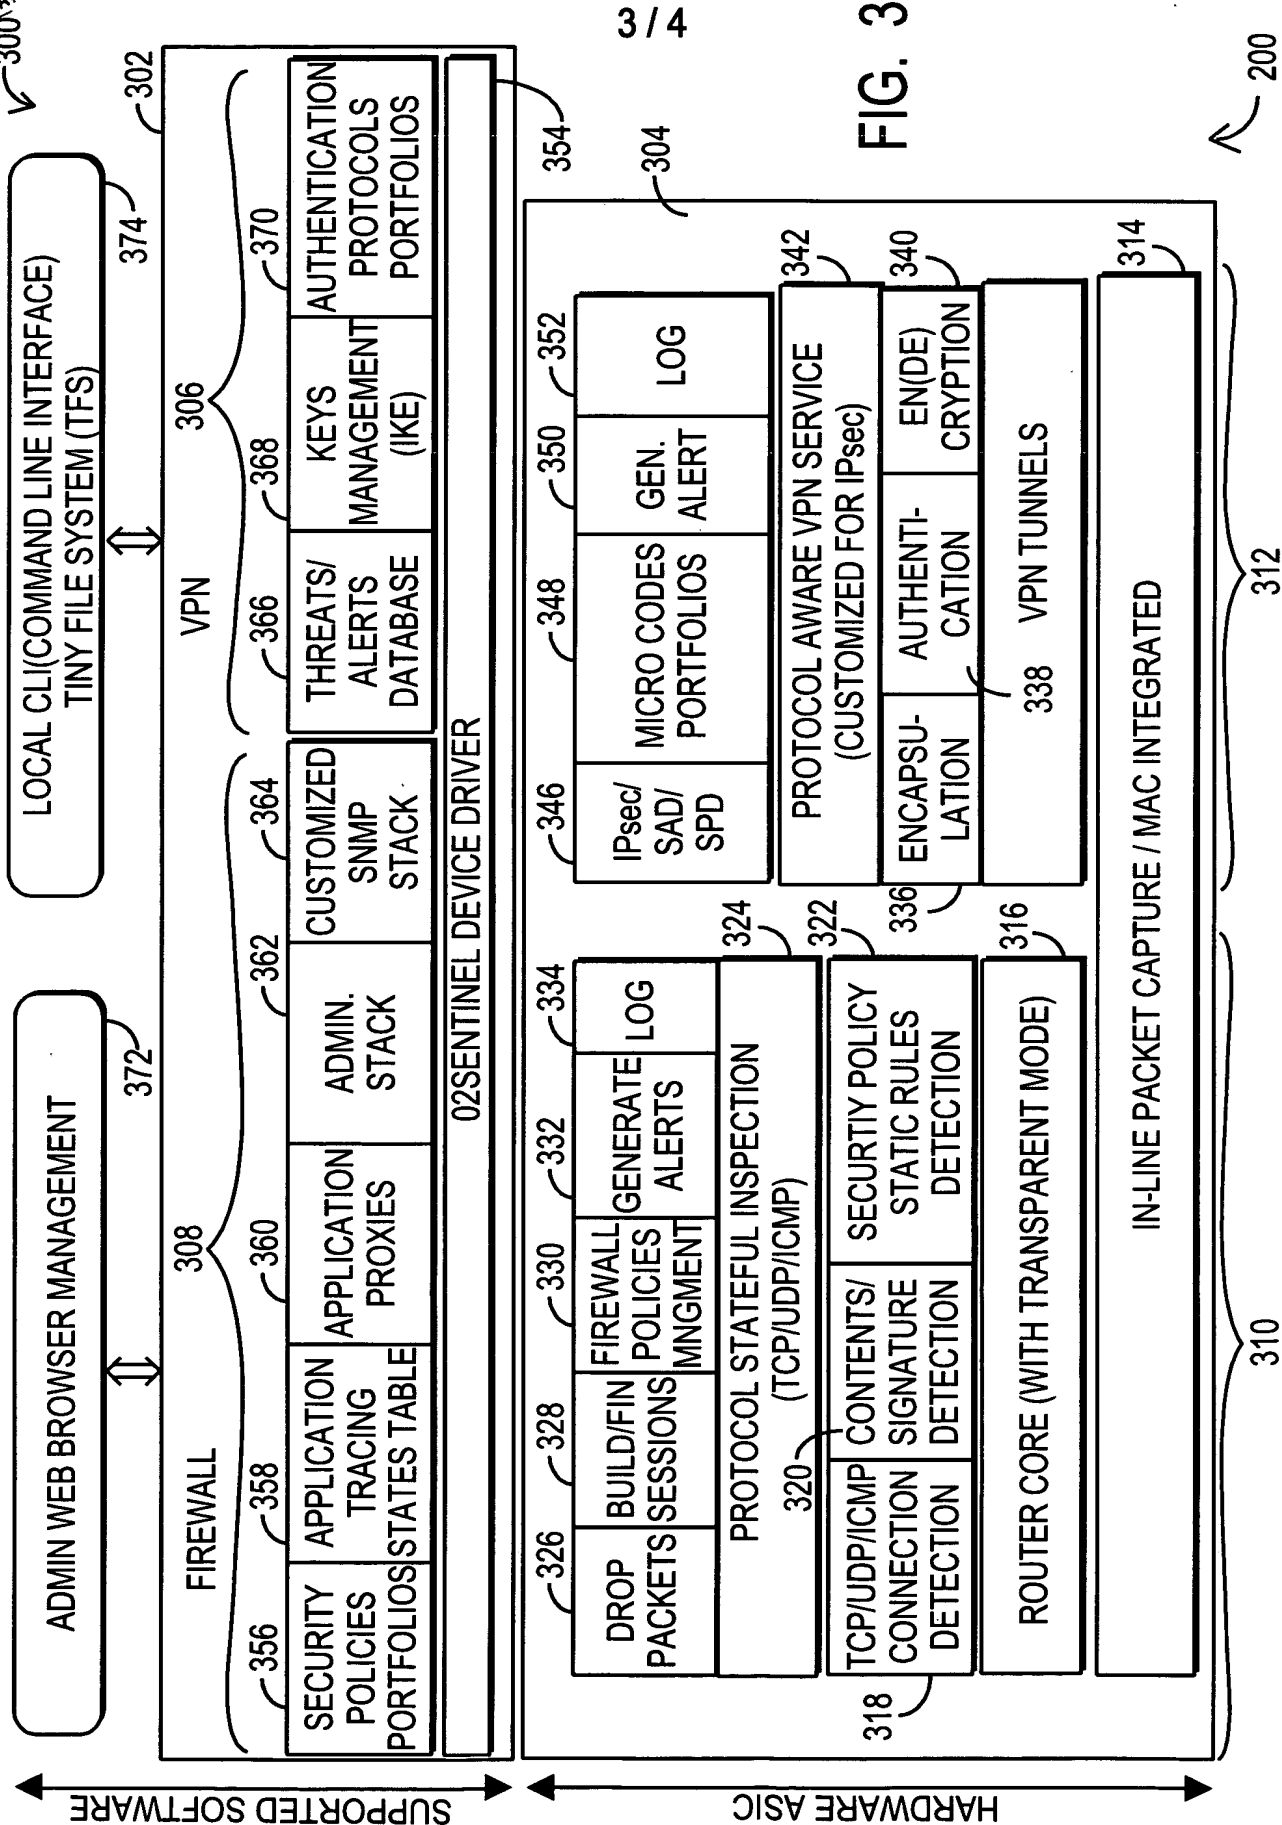 3 / 4
300
ADMIN WEB BROWSER MANAGEMENT
372
LOCAL CLI(COMMAND LINE INTERFACE)
TINY FILE SYSTEM (TFS)
374
302
SUPPORTED SOFTWARE
FIREWALL
308
VPN
306
356
SECURITY
POLICIES
PORTFOLIOS
358
APPLICATION
TRACING
STATES TABLE
360
APPLICATION
PROXIES
362
ADMIN.
STACK
364
CUSTOMIZED
SNMP
STACK
366
THREATS/
ALERTS
DATABASE
368
KEYS
MANAGEMENT
(IKE)
370
AUTHENTICATION
PROTOCOLS
PORTFOLIOS
02SENTINEL DEVICE DRIVER
354
HARDWARE ASIC
304
326
DROP
PACKETS
328
BUILD/FIN
SESSIONS
330
FIREWALL
POLICIES
MNGMENT
332
GENERATE
ALERTS
334
LOG
PROTOCOL STATEFUL INSPECTION
(TCP/UDP/ICMP)
324
318
TCP/UDP/ICMP
CONNECTION
DETECTION
320
CONTENTS/
SIGNATURE
DETECTION
322
SECURTIY POLICY
STATIC RULES
DETECTION
ROUTER CORE (WITH TRANSPARENT MODE)
316
346
IPsec/
SAD/
SPD
348
MICRO CODES
PORTFOLIOS
350
GEN.
ALERT
352
LOG
PROTOCOL AWARE VPN SERVICE
(CUSTOMIZED FOR IPsec)
342
336
ENCAPSU-
LATION
338
AUTHENTI-
CATION
340
EN(DE)
CRYPTION
VPN TUNNELS
IN-LINE PACKET CAPTURE / MAC INTEGRATED
314
310
312
FIG. 3
200